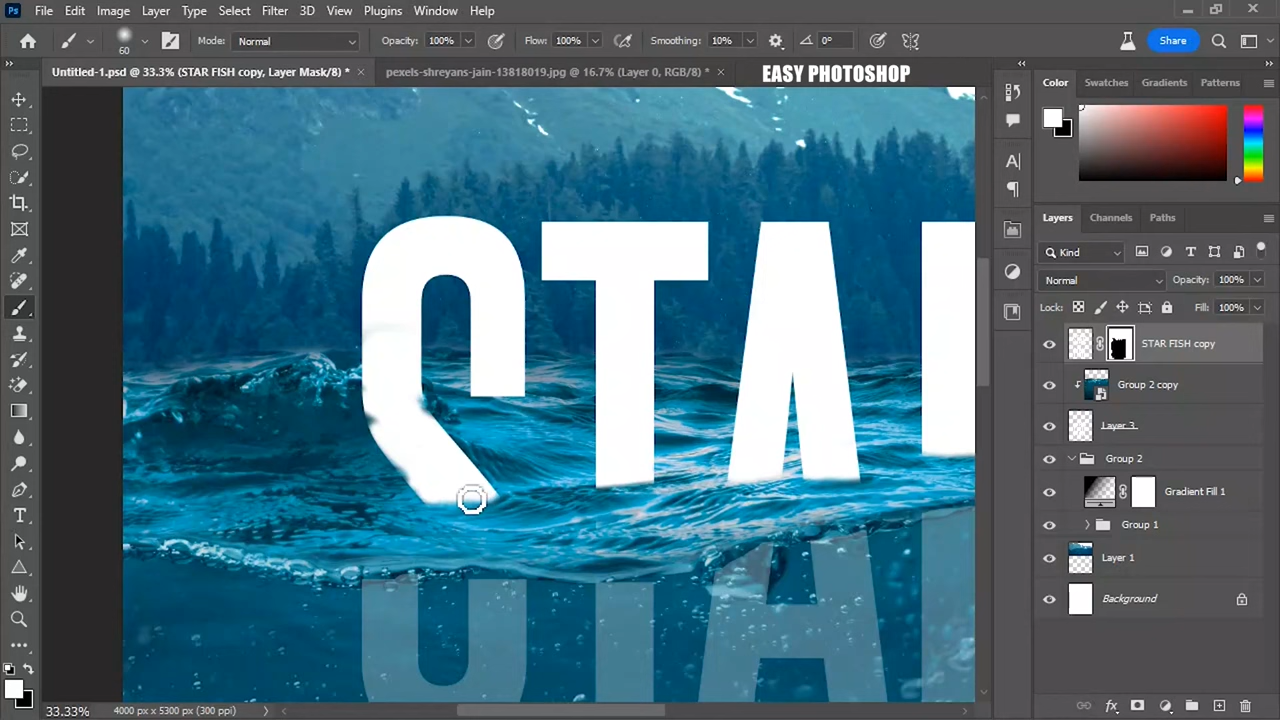 Ps File Edit Image Layer Type Select Filter 3D View Plugins Window Help
60 Mode: Normal Opacity: 100% Flow: 100% Smoothing: 10% 0° Share
Untitled-1.psd @ 33.3% (STAR FISH copy, Layer Mask/8) * × pexels-shreyans-jain-13818019.jpg @ 16.7% (Layer 0, RGB/8) * × EASY PHOTOSHOP
Color Swatches Gradients Patterns
Layers Channels Paths
Kind
Normal Opacity: 100%
Lock: Fill: 100%
STAR FISH copy
Group 2 copy
Layer 3
Group 2
Gradient Fill 1
Group 1
Layer 1
Background
STA
STA
33.33% 4000 px x 5300 px (300 ppi)